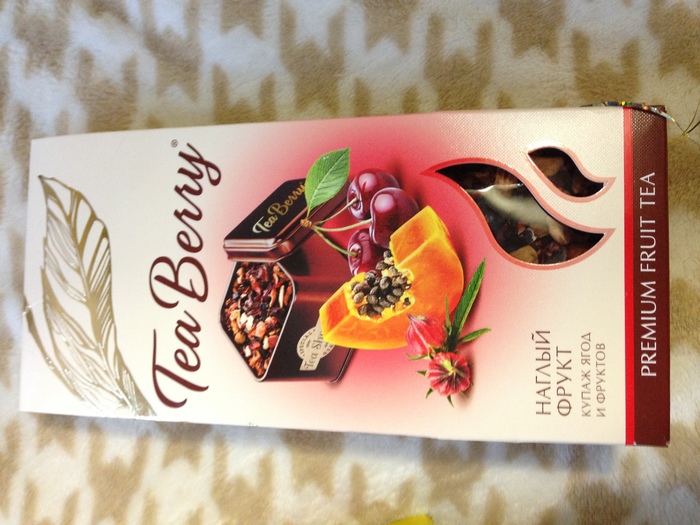 Tea Berry®
Tea Berry
НАГЛЫЙ
ФРУКТ
КУПАЖ ЯГОД
И ФРУКТОВ
PREMIUM FRUIT TEA